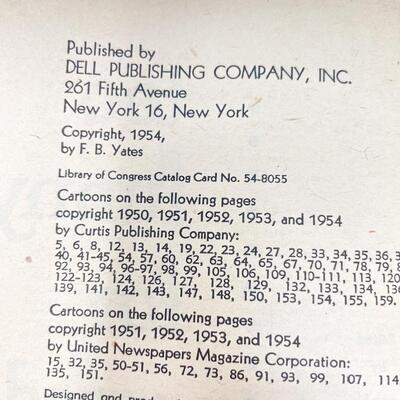 Published by
DELL PUBLISHING COMPANY, INC.
261 Fifth Avenue
New York 16, New York
Copyright, 1954,
by F. B. Yates
Library of Congress Catalog Card No. 54-8055
Cartoons on the following pages
copyright 1950, 1951, 1952, 1953, and 1954
by Curtis Publishing Company:
5, 6, 8, 12, 13, 14, 19, 22, 23, 24, 27, 28, 33, 34, 35, 36, 3
40, 41-45, 54, 57, 60, 62, 63, 64, 65, 67, 70, 71, 78, 79, 8
92, 93, 94, 96-97, 98, 99, 105, 106, 109, 110-111, 113, 120
122-123, 124, 126, 127, 128, 129, 132, 133, 134, 13
139, 141, 142, 143, 147, 148, 150, 153, 154, 155, 159.
Cartoons on the following pages
copyright 1951, 1952, 1953, and 1954
by United Newspapers Magazine Corporation:
15, 32, 35, 50-51, 56, 72, 73, 86, 91, 93, 99, 107, 114
135, 151.
Designed and produ